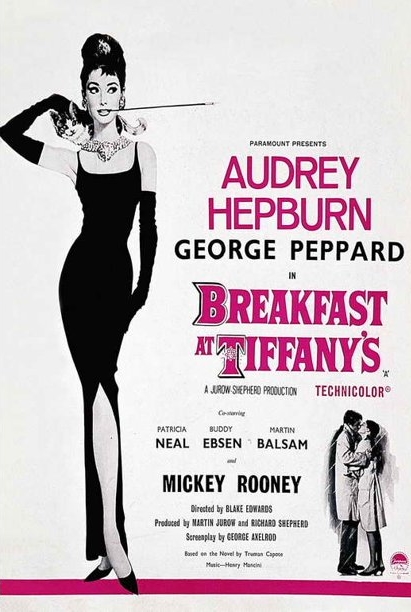 PARAMOUNT PRESENTS
AUDREY
HEPBURN
GEORGE PEPPARD
IN
BREAKFAST
AT TIFFANY'S
'A'
A JUROW-SHEPHERD PRODUCTION TECHNICOLOR®
Co-starring
PATRICIA BUDDY MARTIN
NEAL EBSEN BALSAM
and
MICKEY ROONEY
Directed by BLAKE EDWARDS
Produced by MARTIN JUROW and RICHARD SHEPHERD
Screenplay by GEORGE AXELROD
Based on the Novel by Truman Capote
Music—Henry Mancini